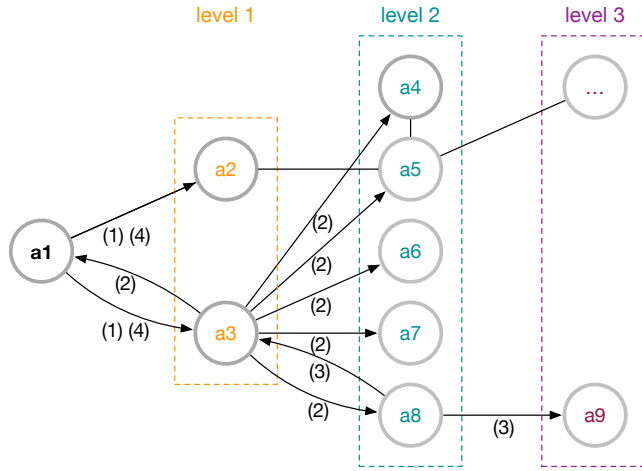 level 1
level 2
level 3
a4
...
a2
a5
(2)
(1) (4)
a1
(2)
a6
(2)
(2)
(1) (4)
a3
a7
(2)
(3)
(2)
a8
(3)
a9